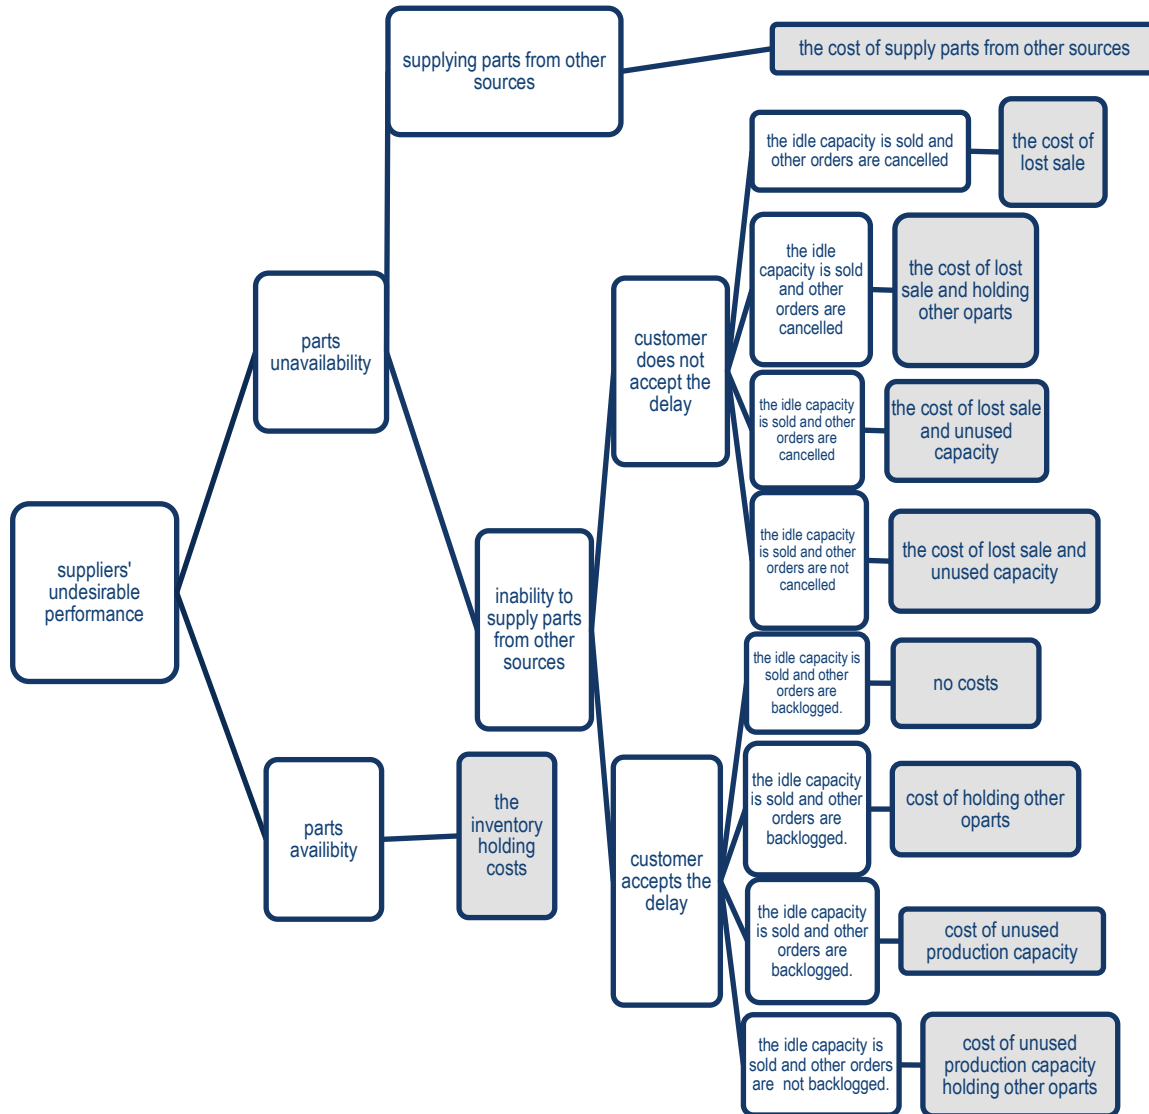 supplying parts from other
sources
the cost of supply parts from other sources
the idle capacity is sold and
other orders are cancelled
the cost of
lost sale
the idle
capacity is sold
and other
orders are
cancelled
the cost of lost
sale and holding
other oparts
parts
unavailability
customer
does not
accept the
delay
the idle capacity
is sold and other
orders are
cancelled
the cost of lost sale
and unused
capacity
the idle capacity
is sold and other
orders are not
cancelled
the cost of lost sale and
unused capacity
suppliers'
undesirable
performance
inability to
supply parts
from other
sources
the idle capacity is
sold and other
orders are
backlogged.
no costs
the idle capacity
is sold and other
orders are
backlogged.
cost of holding other
oparts
parts
availibity
the
inventory
holding
costs
customer
accepts the
delay
the idle capacity
is sold and other
orders are
backlogged.
cost of unused
production capacity
the idle capacity is
sold and other orders
are not backlogged.
cost of unused
production capacity
holding other oparts